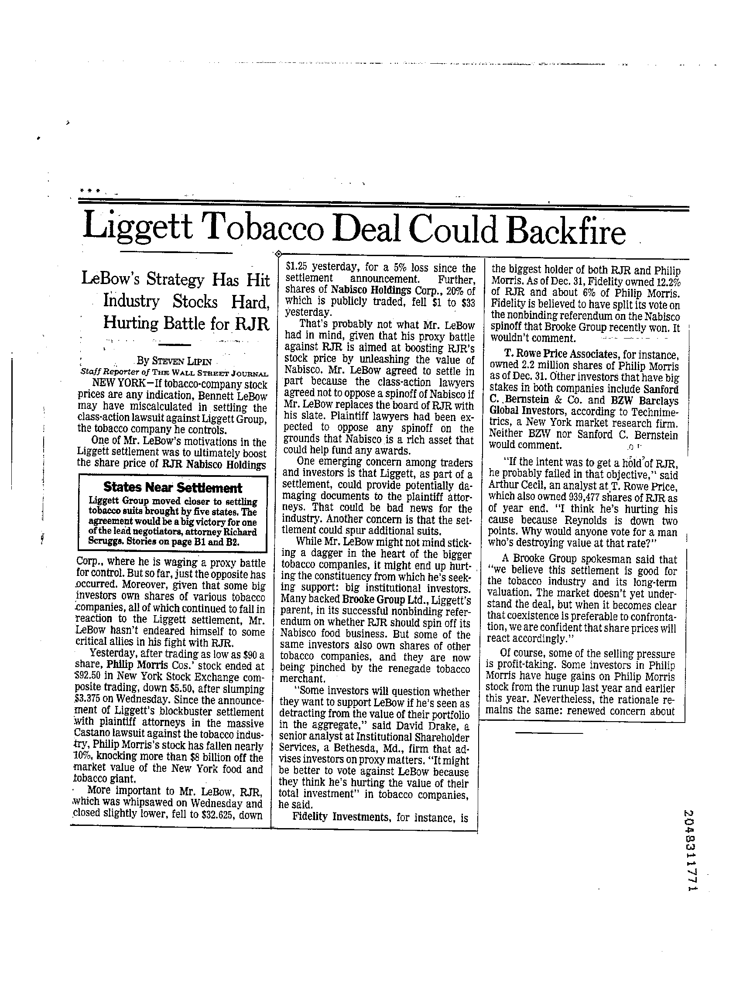 Liggett Tobacco Deal Could Backfire
LeBow's Strategy Has Hit
Industry Stocks Hard,
Hurting Battle for RJR
By STEVEN LIPIN
Staff Reporter of THE WALL STREET JOURNAL
NEW YORK—If tobacco-company stock
prices are any indication, Bennett LeBow
may have miscalculated in settling the
class-action lawsuit against Liggett Group,
the tobacco company he controls.
One of Mr. LeBow's motivations in the
Liggett settlement was to ultimately boost
the share price of RJR Nabisco Holdings
States Near Settlement
Liggett Group moved closer to settling
tobacco suits brought by five states. The
agreement would be a big victory for one
of the lead negotiators, attorney Richard
Scruggs. Stories on page B1 and B2.
Corp., where he is waging a proxy battle
for control. But so far, just the opposite has
occurred. Moreover, given that some big
investors own shares of various tobacco
companies, all of which continued to fall in
reaction to the Liggett settlement, Mr.
LeBow hasn't endeared himself to some
critical allies in his fight with RJR.
Yesterday, after trading as low as $90 a
share, Philip Morris Cos.' stock ended at
$92.50 in New York Stock Exchange com-
posite trading, down $5.50, after slumping
$3.375 on Wednesday. Since the announce-
ment of Liggett's blockbuster settlement
with plaintiff attorneys in the massive
Castano lawsuit against the tobacco indus-
try, Philip Morris's stock has fallen nearly
10%, knocking more than $8 billion off the
market value of the New York food and
tobacco giant.
More important to Mr. LeBow, RJR,
which was whipsawed on Wednesday and
closed slightly lower, fell to $32.625, down
$1.25 yesterday, for a 5% loss since the
settlement announcement. Further,
shares of Nabisco Holdings Corp., 20% of
which is publicly traded, fell $1 to $33
yesterday.
That's probably not what Mr. LeBow
had in mind, given that his proxy battle
against RJR is aimed at boosting RJR's
stock price by unleashing the value of
Nabisco. Mr. LeBow agreed to settle in
part because the class-action lawyers
agreed not to oppose a spinoff of Nabisco if
Mr. LeBow replaces the board of RJR with
his slate. Plaintiff lawyers had been ex-
pected to oppose any spinoff on the
grounds that Nabisco is a rich asset that
could help fund any awards.
One emerging concern among traders
and investors is that Liggett, as part of a
settlement, could provide potentially da-
maging documents to the plaintiff attor-
neys. That could be bad news for the
industry. Another concern is that the set-
tlement could spur additional suits.
While Mr. LeBow might not mind stick-
ing a dagger in the heart of the bigger
tobacco companies, it might end up hurt-
ing the constituency from which he's seek-
ing support: big institutional investors.
Many backed Brooke Group Ltd., Liggett's
parent, in its successful nonbinding refer-
endum on whether RJR should spin off its
Nabisco food business. But some of the
same investors also own shares of other
tobacco companies, and they are now
being pinched by the renegade tobacco
merchant.
"Some investors will question whether
they want to support LeBow if he's seen as
detracting from the value of their portfolio
in the aggregate," said David Drake, a
senior analyst at Institutional Shareholder
Services, a Bethesda, Md., firm that ad-
vises investors on proxy matters. "It might
be better to vote against LeBow because
they think he's hurting the value of their
total investment" in tobacco companies,
he said.
Fidelity Investments, for instance, is
the biggest holder of both RJR and Philip
Morris. As of Dec. 31, Fidelity owned 12.2%
of RJR and about 6% of Philip Morris.
Fidelity is believed to have split its vote on
the nonbinding referendum on the Nabisco
spinoff that Brooke Group recently won. It
wouldn't comment.
T. Rowe Price Associates, for instance,
owned 2.2 million shares of Philip Morris
as of Dec. 31. Other investors that have big
stakes in both companies include Sanford
C. Bernstein & Co. and BZW Barclays
Global Investors, according to Technime-
trics, a New York market research firm.
Neither BZW nor Sanford C. Bernstein
would comment.
"If the intent was to get a hold of RJR,
he probably failed in that objective," said
Arthur Cecil, an analyst at T. Rowe Price,
which also owned 939,477 shares of RJR as
of year end. "I think he's hurting his
cause because Reynolds is down two
points. Why would anyone vote for a man
who's destroying value at that rate?"
A Brooke Group spokesman said that
"we believe this settlement is good for
the tobacco industry and its long-term
valuation. The market doesn't yet under-
stand the deal, but when it becomes clear
that coexistence is preferable to confronta-
tion, we are confident that share prices will
react accordingly."
Of course, some of the selling pressure
is profit-taking. Some investors in Philip
Morris have huge gains on Philip Morris
stock from the runup last year and earlier
this year. Nevertheless, the rationale re-
mains the same: renewed concern about
2048311771